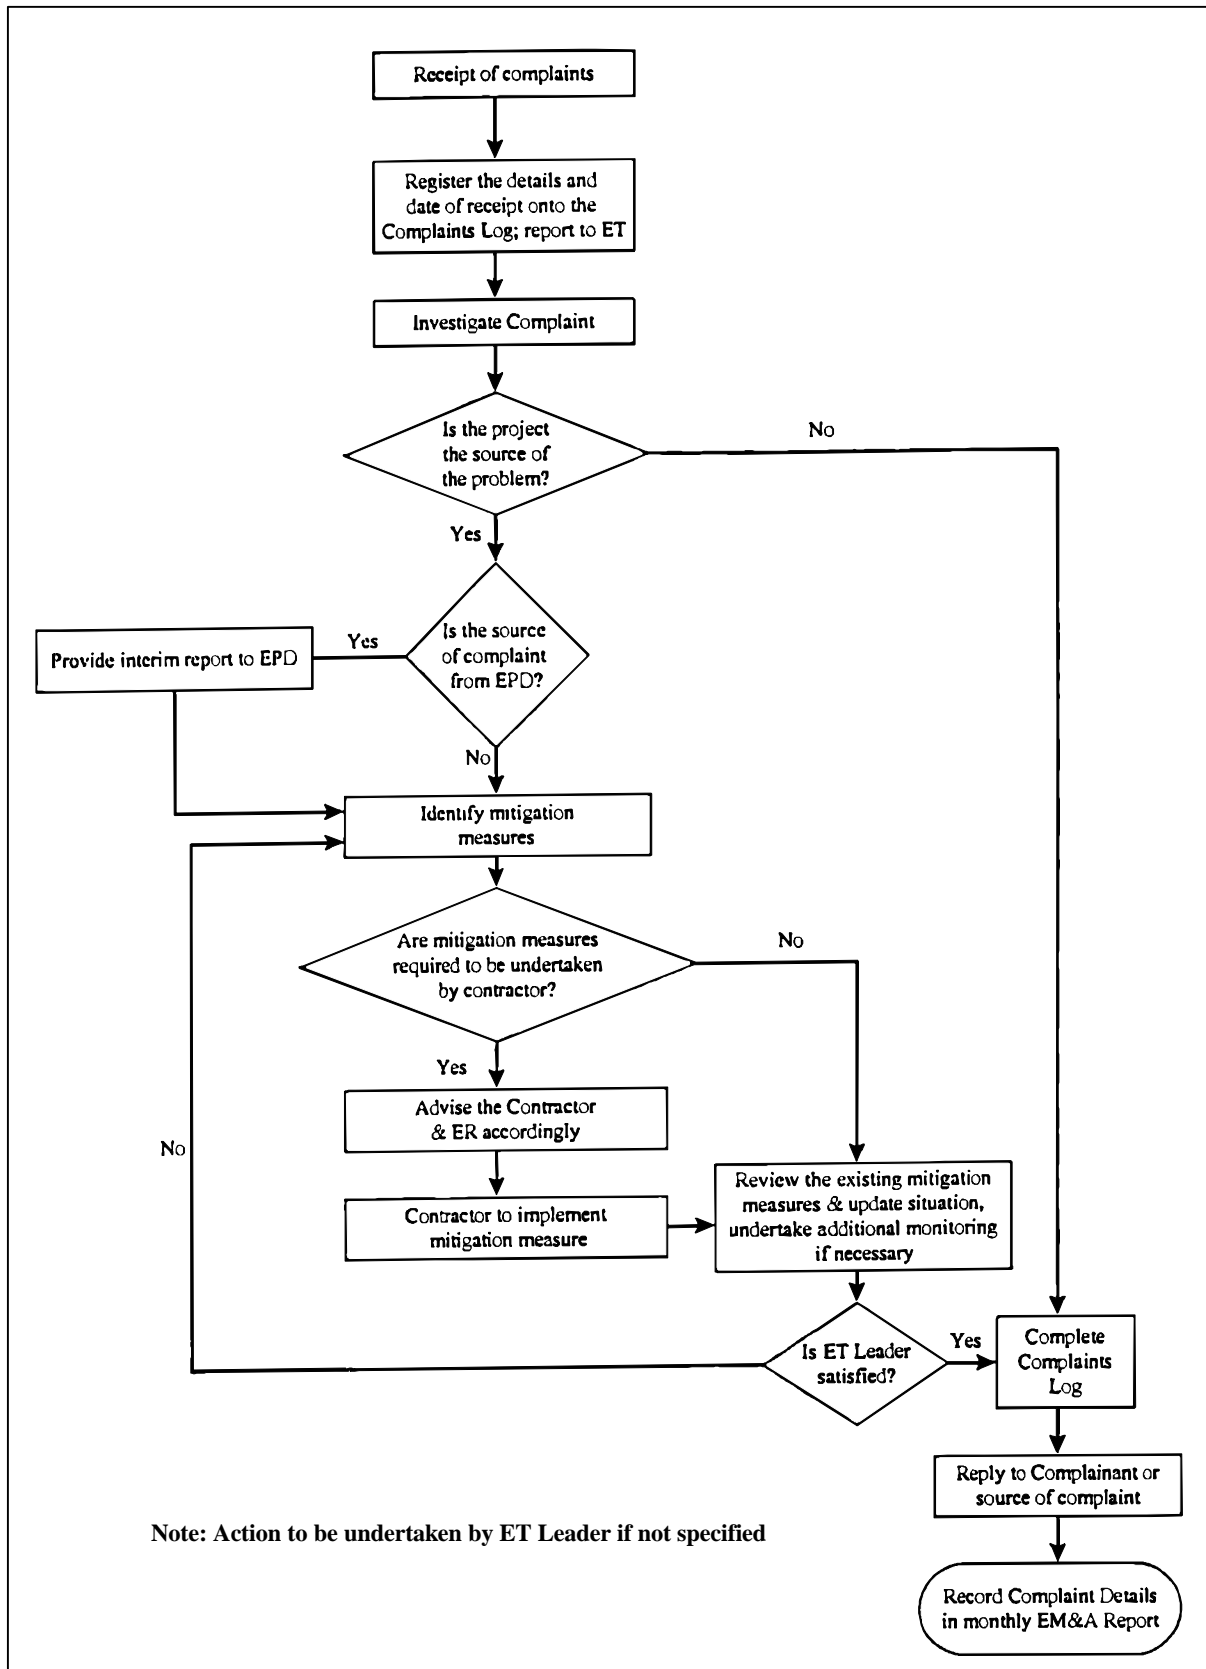 Receipt of complaints
Register the details and
date of receipt onto the
Complaints Log; report to ET
Investigate Complaint
Is the project
the source of
the problem?
No
Yes
Is the source
of complaint
from EPD?
Yes
Provide interim report to EPD
No
Identify mitigation
measures
Are mitigation measures
required to be undertaken
by contractor?
No
Yes
Advise the Contractor
& ER accordingly
No
Contractor to implement
mitigation measure
Review the existing mitigation
measures & update situation,
undertake additional monitoring
if necessary
Is ET Leader
satisfied?
Yes
Complete
Complaints
Log
Reply to Complainant or
source of complaint
Note: Action to be undertaken by ET Leader if not specified
Record Complaint Details
in monthly EM&A Report